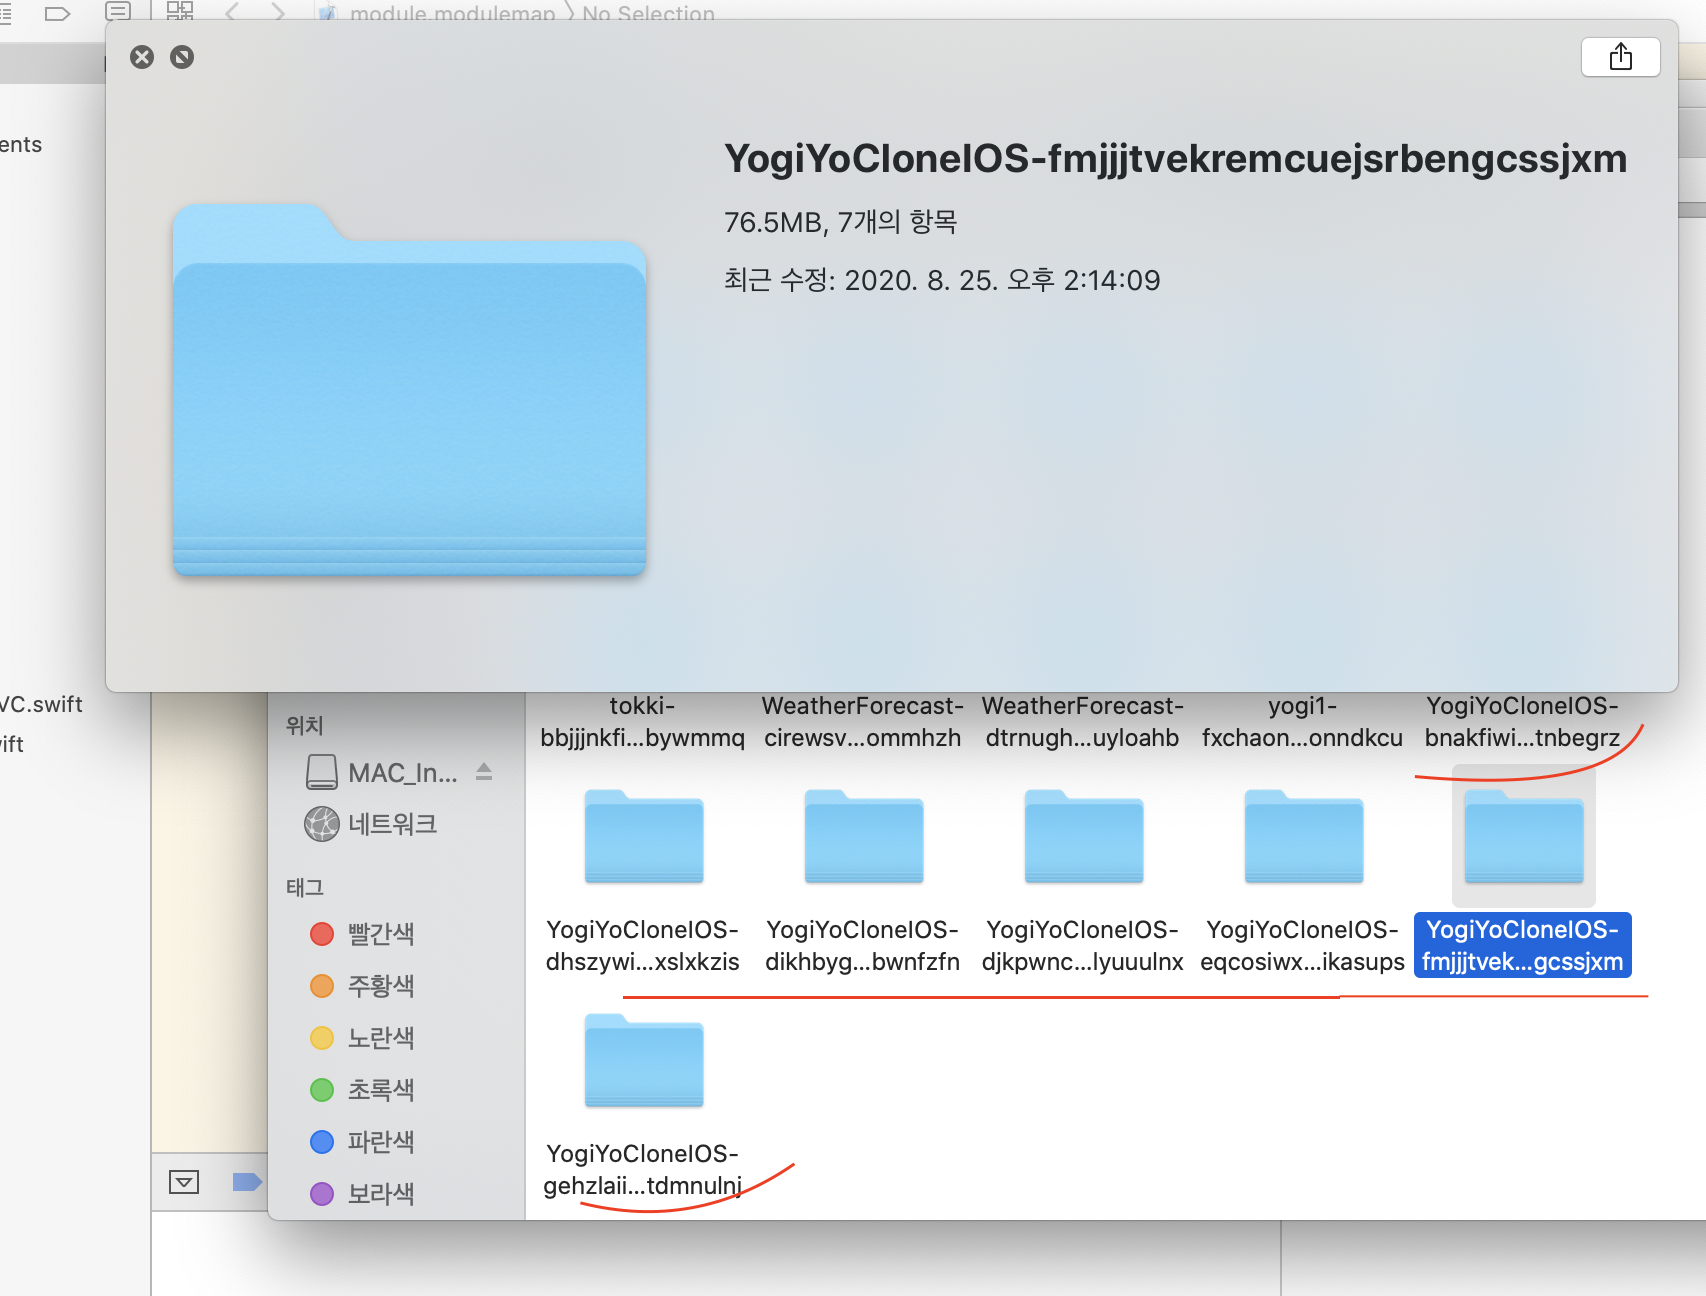 module.modulemap
No Selection
YogiYoCloneIOS-fmjjjtvekremcuejsrbengcssjxm
76.5MB, 7개의 항목
최근 수정: 2020. 8. 25. 오후 2:14:09
ents
VC.swift
ift
위치
MAC_In...
네트워크
태그
빨간색
주황색
노란색
초록색
파란색
보라색
tokki-
bbjjjnkfi...bywmmq
WeatherForecast-
cirewsv...ommhzh
WeatherForecast-
dtrnugh...uyloahb
yogi1-
fxchaon...onndkcu
YogiYoCloneIOS-
bnakfiwi...tnbegrz
YogiYoCloneIOS-
dhszywi...xslxkzis
YogiYoCloneIOS-
dikhbyg...bwnfzfn
YogiYoCloneIOS-
djkpwnc...lyuuulnx
YogiYoCloneIOS-
eqcosiwx...ikasups
YogiYoCloneIOS-
fmjjjtvek...gcssjxm
YogiYoCloneIOS-
gehzlaii...tdmnulnj